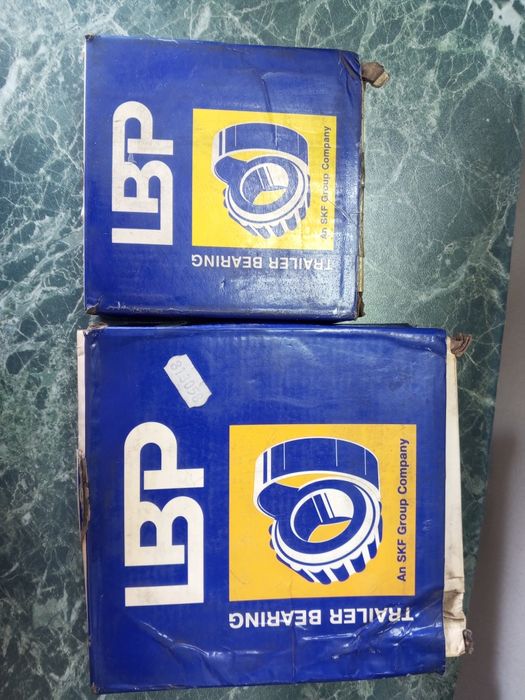 LBP
An SKF Group Company
TRAILER BEARING
LBP
An SKF Group Company
TRAILER BEARING